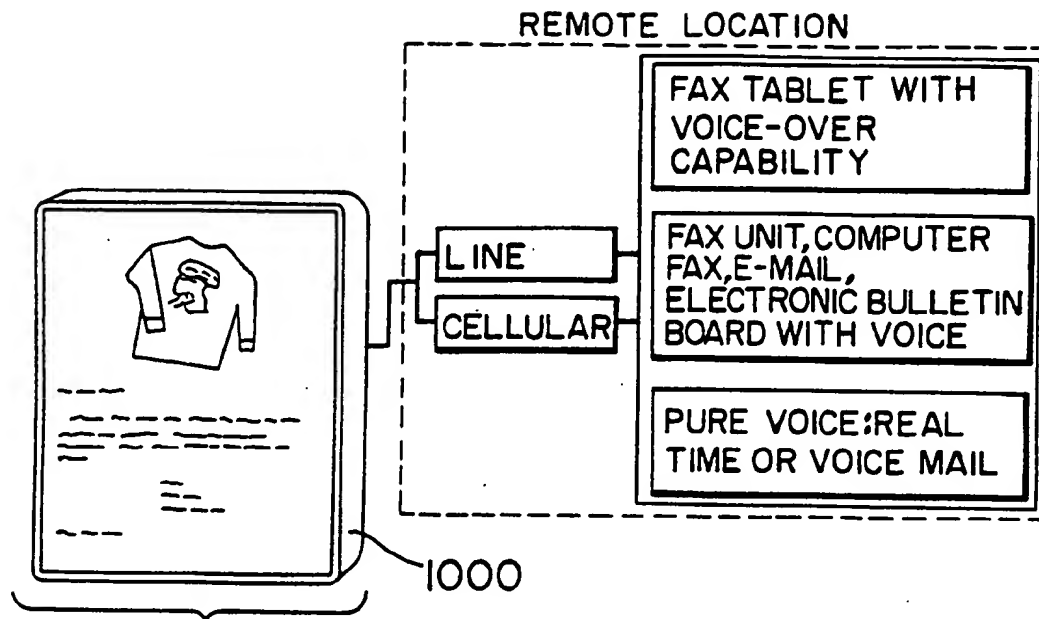 REMOTE LOCATION
FAX TABLET WITH
VOICE-OVER
CAPABILITY
LINE
CELLULAR
FAX UNIT,COMPUTER
FAX,E-MAIL,
ELECTRONIC BULLETIN
BOARD WITH VOICE
PURE VOICE:REAL
TIME OR VOICE MAIL
1000